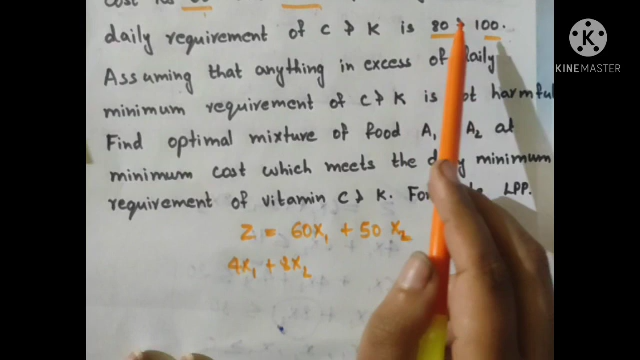 cost is
daily requirement of C & K is 80 & 100.
Assuming that anything in excess of daily
minimum requirement of C & K is not harmful
Find optimal mixture of food A1 A2 at
minimum cost which meets the daily minimum
requirement of vitamin C & K. LPP.
Z = 60x1 + 50x2
4x1 + 8x2
KINEMASTER